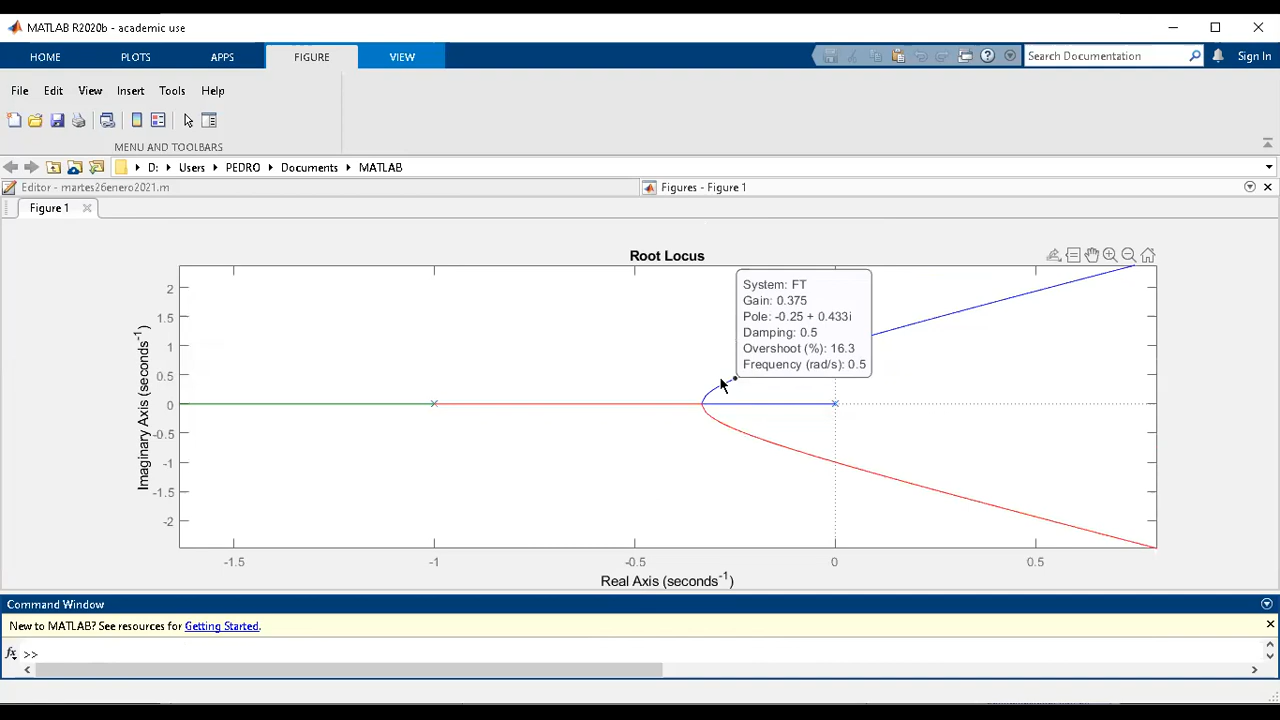 MATLAB R2020b - academic use
HOME PLOTS APPS FIGURE VIEW Search Documentation Sign In
File Edit View Insert Tools Help
MENU AND TOOLBARS
D: Users PEDRO Documents MATLAB
Editor - martes26enero2021.m Figures - Figure 1
Figure 1
Root Locus
System: FT
Gain: 0.375
Pole: -0.25 + 0.433i
Damping: 0.5
Overshoot (%): 16.3
Frequency (rad/s): 0.5
2
1.5
1
0.5
0
-0.5
-1
-1.5
-2
Imaginary Axis (seconds-1)
-1.5 -1 -0.5 0 0.5
Real Axis (seconds-1)
Command Window
New to MATLAB? See resources for Getting Started.
fx >>